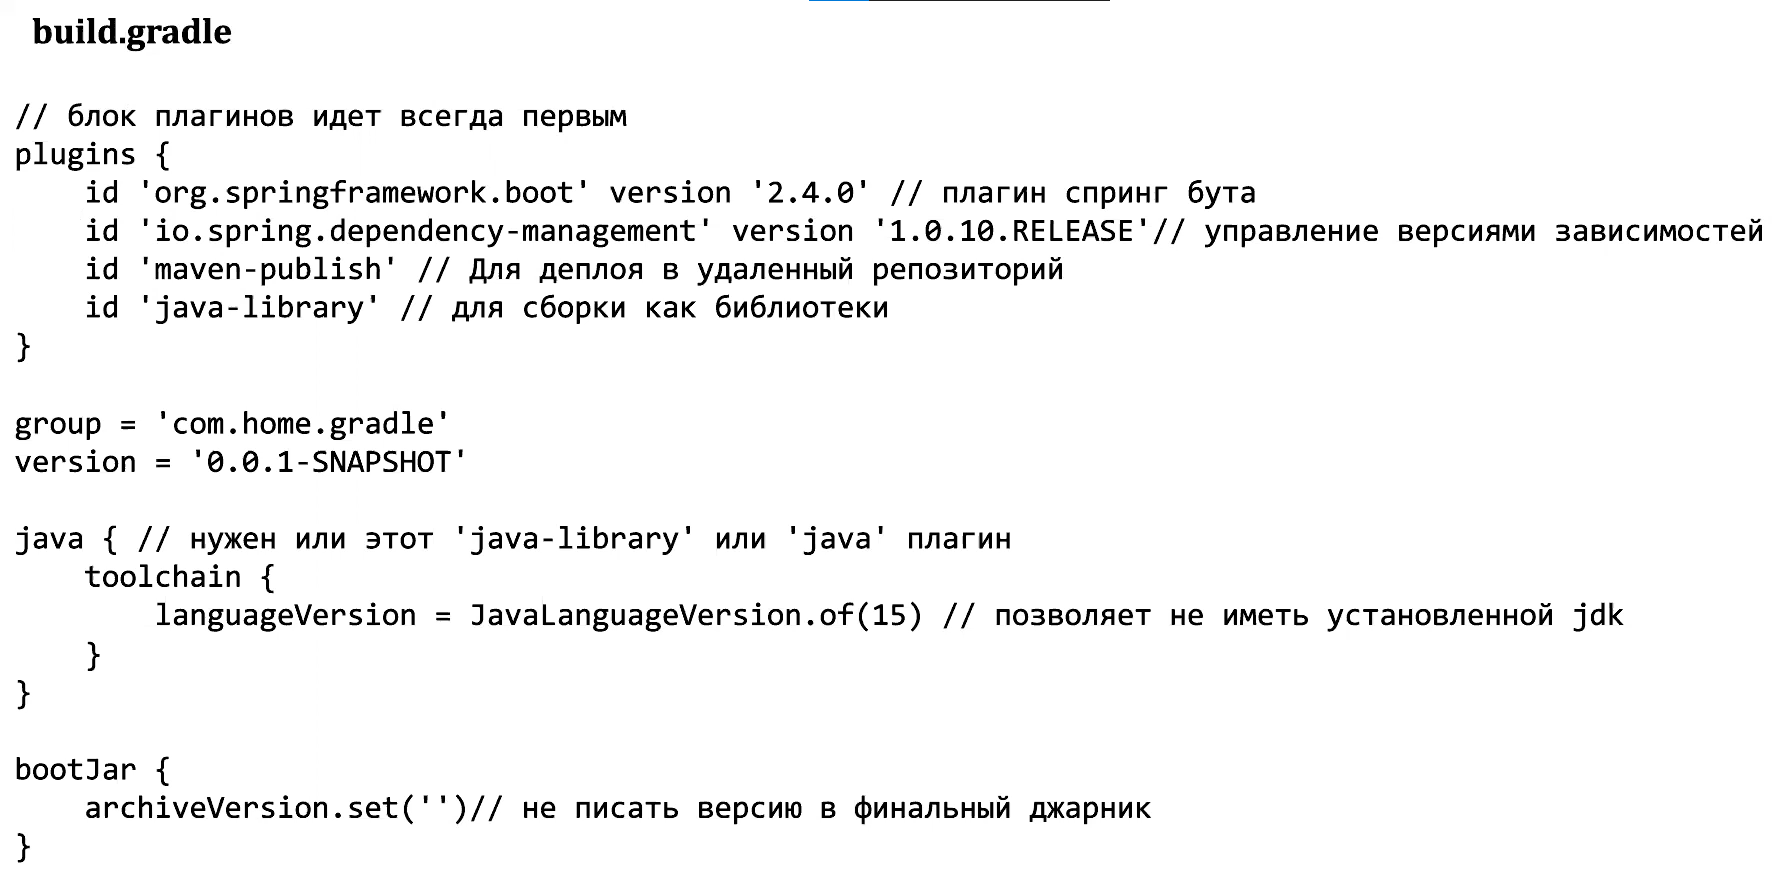 build.gradle
// блок плагинов идет всегда первым
plugins {
    id 'org.springframework.boot' version '2.4.0' // плагин спринг бута
    id 'io.spring.dependency-management' version '1.0.10.RELEASE'// управление версиями зависимостей
    id 'maven-publish' // Для деплоя в удаленный репозиторий
    id 'java-library' // для сборки как библиотеки
}
group = 'com.home.gradle'
version = '0.0.1-SNAPSHOT'
java { // нужен или этот 'java-library' или 'java' плагин
    toolchain {
        languageVersion = JavaLanguageVersion.of(15) // позволяет не иметь установленной jdk
    }
}
bootJar {
    archiveVersion.set('')// не писать версию в финальный джарник
}